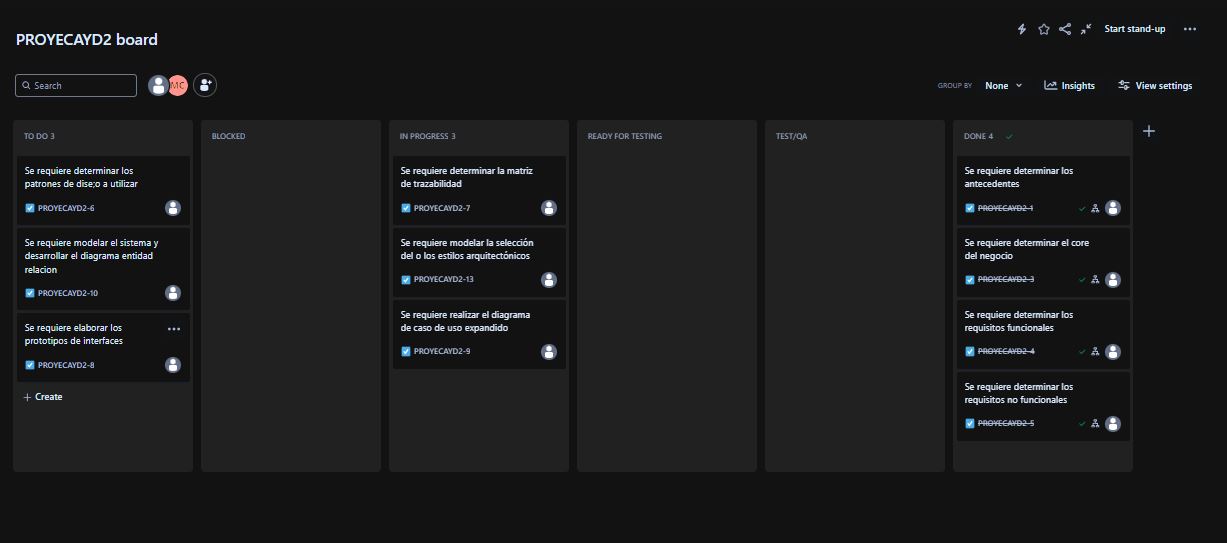 PROYECAYD2 board
Start stand-up
Search
MC
GROUP BY
None
Insights
View settings
TO DO 3
Se requiere determinar los
patrones de dise;o a utilizar
PROYECAYD2-6
Se requiere modelar el sistema y
desarrollar el diagrama entidad
relacion
PROYECAYD2-10
Se requiere elaborar los
prototipos de interfaces
PROYECAYD2-8
Create
BLOCKED
IN PROGRESS 3
Se requiere determinar la matriz
de trazabilidad
PROYECAYD2-7
Se requiere modelar la selección
del o los estilos arquitectónicos
PROYECAYD2-13
Se requiere realizar el diagrama
de caso de uso expandido
PROYECAYD2-9
READY FOR TESTING
TEST/QA
DONE 4
Se requiere determinar los
antecedentes
PROYECAYD2-1
Se requiere determinar el core
del negocio
PROYECAYD2-3
Se requiere determinar los
requisitos funcionales
PROYECAYD2-4
Se requiere determinar los
requisitos no funcionales
PROYECAYD2-5